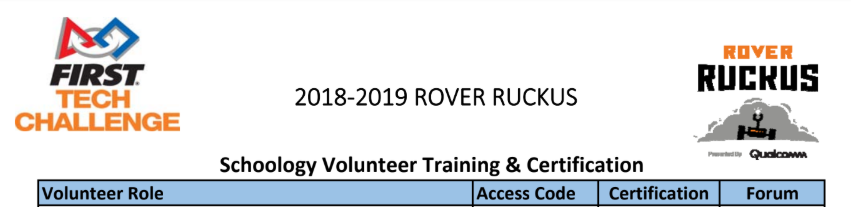 FIRST
TECH
CHALLENGE
2018-2019 ROVER RUCKUS
ROVER
RUCKUS
Presented By Qualcomm
Schoology Volunteer Training & Certification
Volunteer Role Access Code Certification Forum